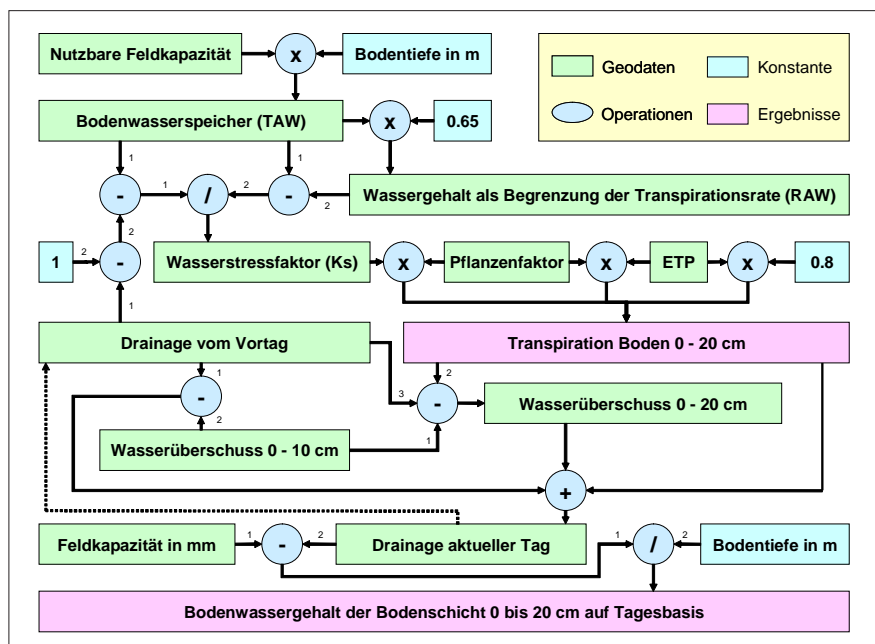 Nutzbare Feldkapazität
x
Bodentiefe in m
Geodaten
Konstante
Operationen
Ergebnisse
Bodenwasserspeicher (TAW)
x
0.65
1
1
-
1
/
2
-
2
Wassergehalt als Begrenzung der Transpirationsrate (RAW)
2
1
2
-
Wasserstressfaktor (Ks)
x
Pflanzenfaktor
x
ETP
x
0.8
1
Drainage vom Vortag
Transpiration Boden 0 - 20 cm
1
2
-
3
-
Wasserüberschuss 0 - 20 cm
2
1
Wasserüberschuss 0 - 10 cm
+
Feldkapazität in mm
1
-
2
Drainage aktueller Tag
1
/
2
Bodentiefe in m
Bodenwassergehalt der Bodenschicht 0 bis 20 cm auf Tagesbasis